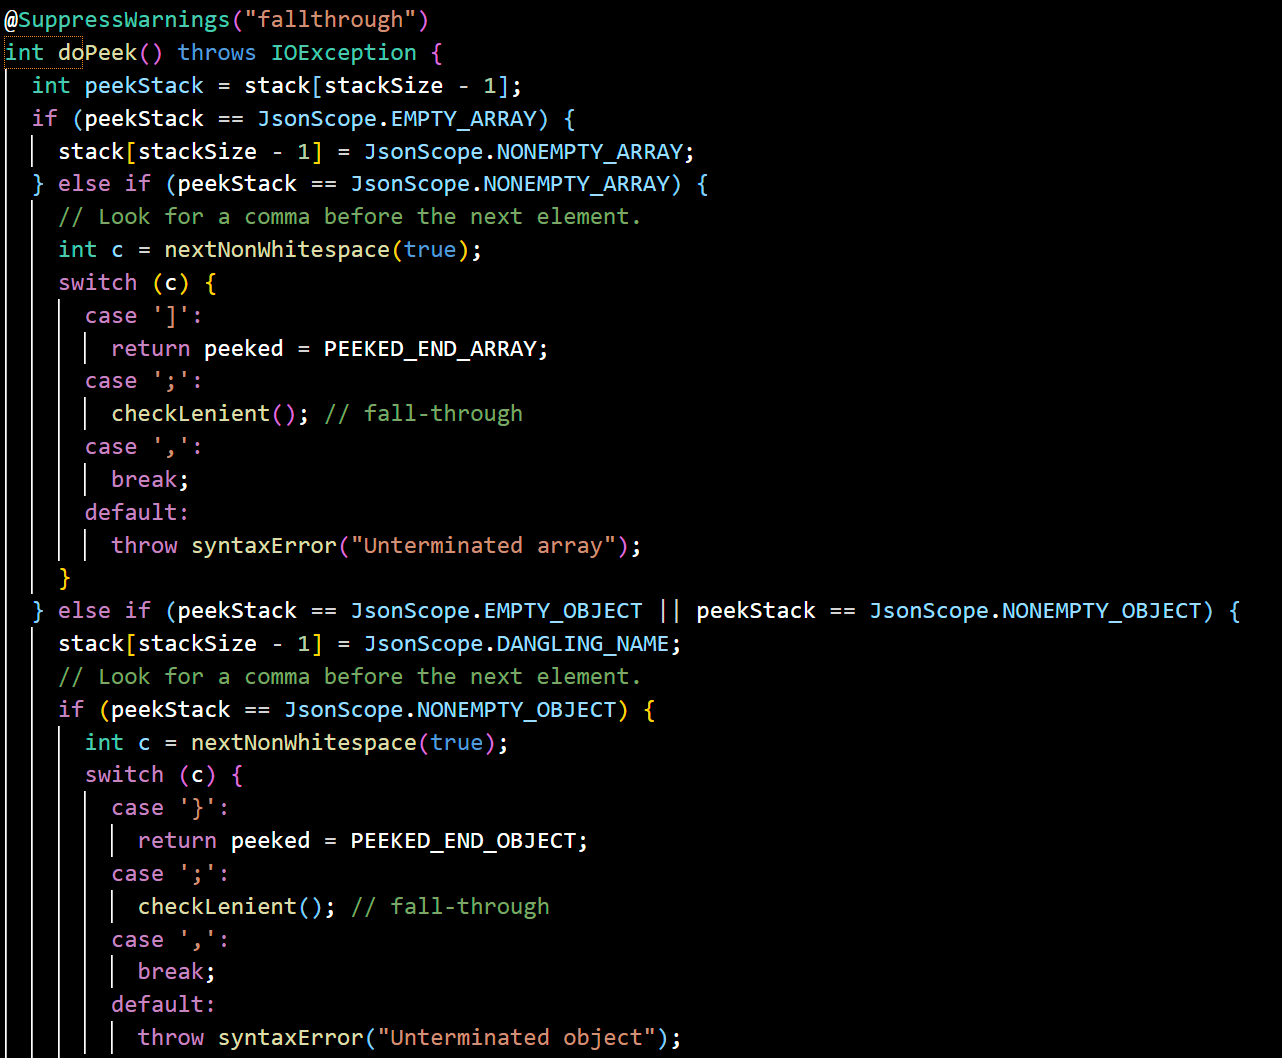 @SuppressWarnings("fallthrough")
int doPeek() throws IOException {
  int peekStack = stack[stackSize - 1];
  if (peekStack == JsonScope.EMPTY_ARRAY) {
    stack[stackSize - 1] = JsonScope.NONEMPTY_ARRAY;
  } else if (peekStack == JsonScope.NONEMPTY_ARRAY) {
    // Look for a comma before the next element.
    int c = nextNonWhitespace(true);
    switch (c) {
      case ']':
        return peeked = PEEKED_END_ARRAY;
      case ';':
        checkLenient(); // fall-through
      case ',':
        break;
      default:
        throw syntaxError("Unterminated array");
    }
  } else if (peekStack == JsonScope.EMPTY_OBJECT || peekStack == JsonScope.NONEMPTY_OBJECT) {
    stack[stackSize - 1] = JsonScope.DANGLING_NAME;
    // Look for a comma before the next element.
    if (peekStack == JsonScope.NONEMPTY_OBJECT) {
      int c = nextNonWhitespace(true);
      switch (c) {
        case '}':
          return peeked = PEEKED_END_OBJECT;
        case ';':
          checkLenient(); // fall-through
        case ',':
          break;
        default:
          throw syntaxError("Unterminated object");